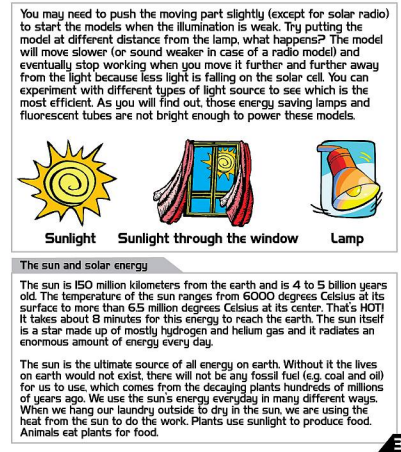 You may need to push the moving part slightly (except for solar radio)
to start the models when the illumination is weak. Try putting the
model at different distance from the lamp, what happens? The model
will move slower (or sound weaker in case of a radio model) and
eventually stop working when you move it further and further away
from the light because less light is falling on the solar cell. You can
experiment with different types of light source to see which is the
most efficient. As you will find out, those energy saving lamps and
fluorescent tubes are not bright enough to power these models.
Sunlight
Sunlight through the window
Lamp
The sun and solar energy
The sun is 150 million kilometers from the earth and is 4 to 5 billion years
old. The temperature of the sun ranges from 6000 degrees Celsius at its
surface to more than 65 million degrees Celsius at its center. That's HOT!
It takes about 8 minutes for this energy to reach the earth. The sun itself
is a star made up of mostly hydrogen and helium gas and it radiates an
enormous amount of energy every day.
The sun is the ultimate source of all energy on earth. Without it the lives
on earth would not exist, there will not be any fossil fuel (e.g. coal and oil)
for us to use, which comes from the decaying plants hundreds of millions
of years ago. We use the sun's energy everyday in many different ways.
When we hang our laundry outside to dry in the sun, we are using the
heat from the sun to do the work. Plants use sunlight to produce food.
Animals eat plants for food.
3